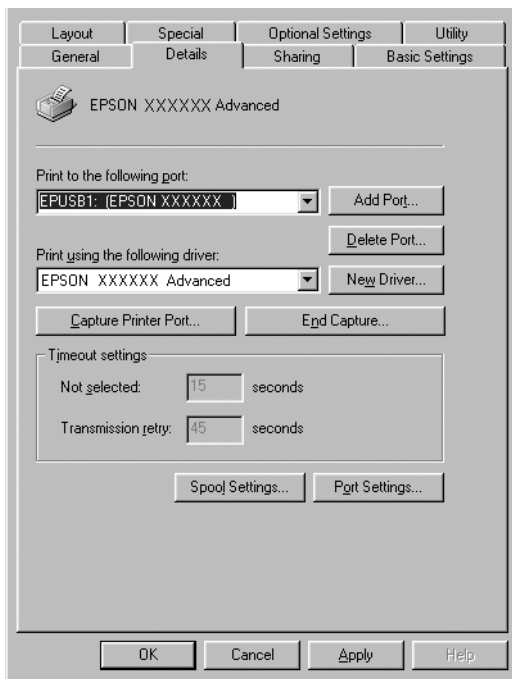 Layout Special Optional Settings Utility
General Details Sharing Basic Settings
EPSON XXXXXX Advanced
Print to the following port:
EPUSB1: (EPSON XXXXXX )
Add Port...
Delete Port...
Print using the following driver:
EPSON XXXXXX Advanced
New Driver...
Capture Printer Port...
End Capture...
Timeout settings
Not selected: 15 seconds
Transmission retry: 45 seconds
Spool Settings...
Port Settings...
OK Cancel Apply Help